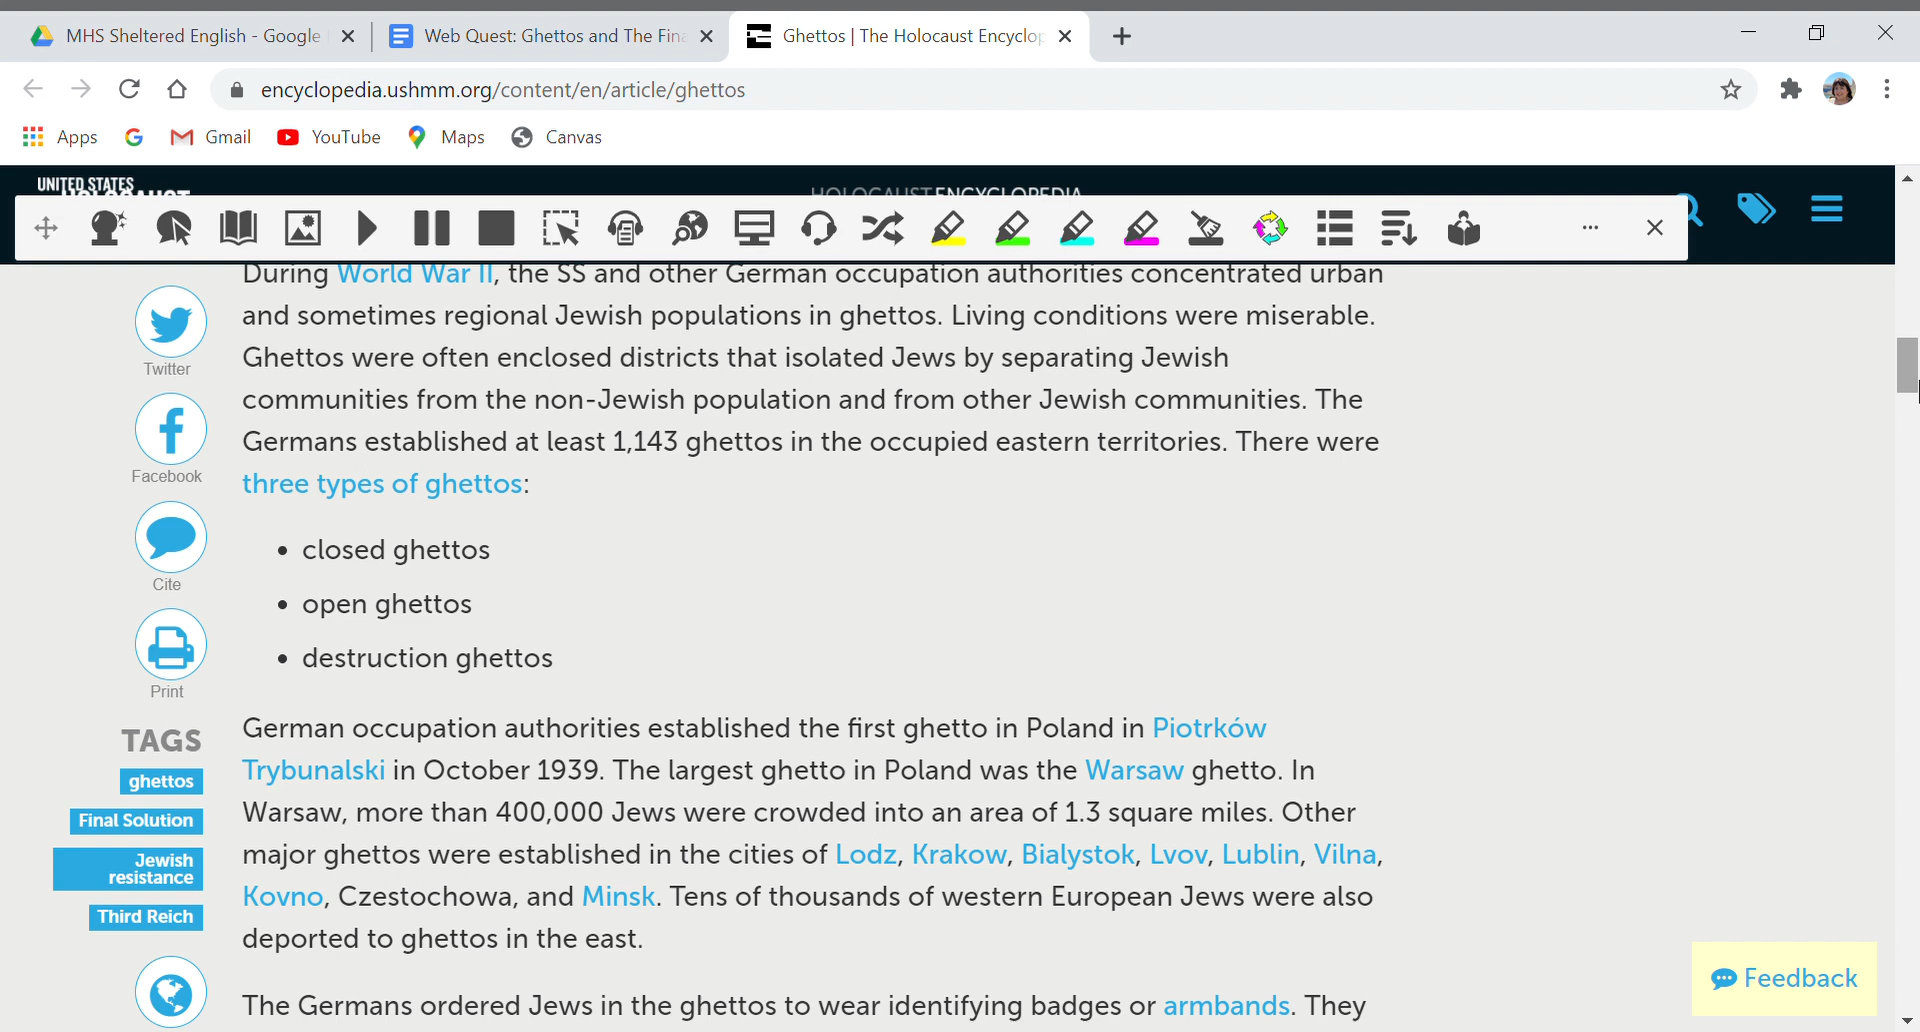 MHS Sheltered English - Google
Web Quest: Ghettos and The Fina
Ghettos | The Holocaust Encyclop
encyclopedia.ushmm.org/content/en/article/ghettos
Apps
Gmail
YouTube
Maps
Canvas
UNITED STATES
HOLOCAUST
HOLOCAUST ENCYCLOPEDIA
During World War II, the SS and other German occupation authorities concentrated urban
and sometimes regional Jewish populations in ghettos. Living conditions were miserable.
Ghettos were often enclosed districts that isolated Jews by separating Jewish
communities from the non-Jewish population and from other Jewish communities. The
Germans established at least 1,143 ghettos in the occupied eastern territories. There were
three types of ghettos:
• closed ghettos
• open ghettos
• destruction ghettos
German occupation authorities established the first ghetto in Poland in Piotrków
Trybunalski in October 1939. The largest ghetto in Poland was the Warsaw ghetto. In
Warsaw, more than 400,000 Jews were crowded into an area of 1.3 square miles. Other
major ghettos were established in the cities of Lodz, Krakow, Bialystok, Lvov, Lublin, Vilna,
Kovno, Czestochowa, and Minsk. Tens of thousands of western European Jews were also
deported to ghettos in the east.
The Germans ordered Jews in the ghettos to wear identifying badges or armbands. They
Twitter
Facebook
Cite
Print
TAGS
ghettos
Final Solution
Jewish
resistance
Third Reich
Feedback